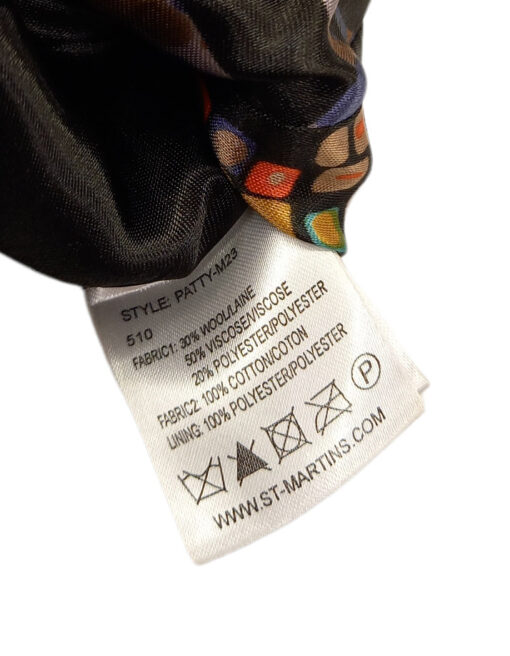 STYLE: PATTY-M23
510
FABRIC1: 30% WOOL/LAINE
50% VISCOSE/VISCOSE
20% POLYESTER/POLYESTER
FABRIC2: 100% COTTON/COTON
LINING: 100% POLYESTER/POLYESTER
P
WWW.ST-MARTINS.COM